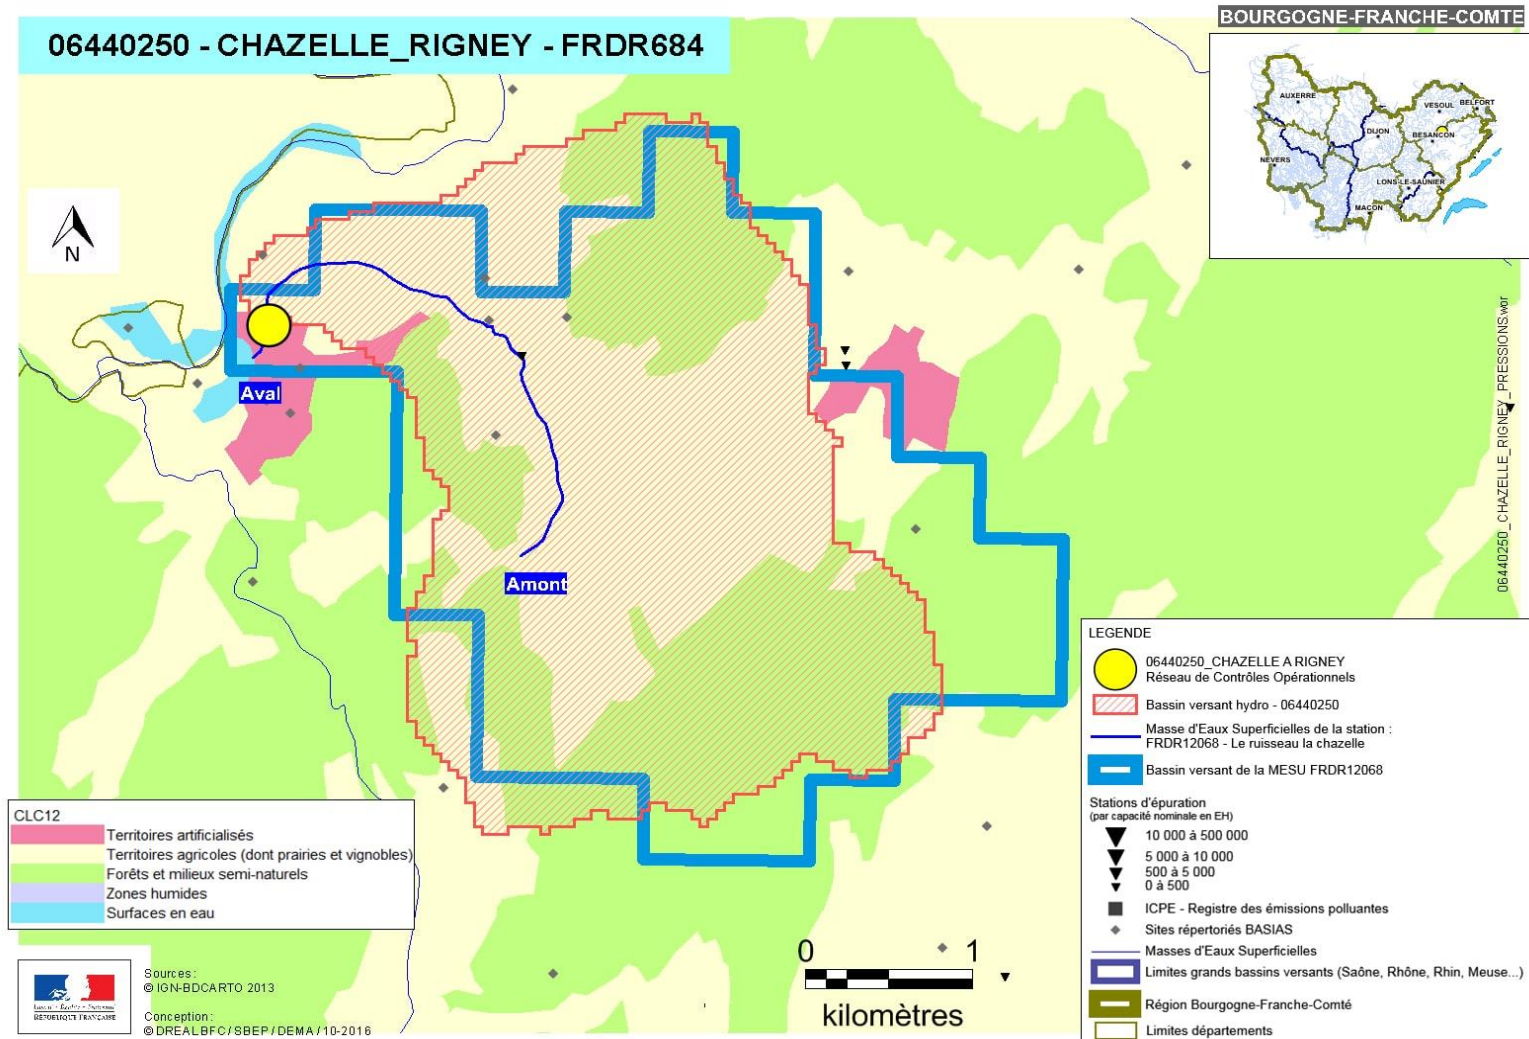 06440250 - CHAZELLE_RIGNEY - FRDR684
BOURGOGNE-FRANCHE-COMTE
AUXERRE
VESOUL
BELFORT
DIJON
BESANCON
NEVERS
LONS-LE-SAUNIER
MACON
N
Aval
Amont
06440250_CHAZELLE_RIGNEY_PRESSIONS.wor
LEGENDE
06440250_CHAZELLE A RIGNEY
Réseau de Contrôles Opérationnels
Bassin versant hydro - 06440250
Masse d'Eaux Superficielles de la station :
FRDR12068 - Le ruisseau la chazelle
Bassin versant de la MESU FRDR12068
Stations d'épuration
(par capacité nominale en EH)
10 000 à 500 000
5 000 à 10 000
500 à 5 000
0 à 500
ICPE - Registre des émissions polluantes
Sites répertoriés BASIAS
Masses d'Eaux Superficielles
Limites grands bassins versants (Saône, Rhône, Rhin, Meuse...)
Région Bourgogne-Franche-Comté
Limites départements
CLC12
Territoires artificialisés
Territoires agricoles (dont prairies et vignobles)
Forêts et milieux semi-naturels
Zones humides
Surfaces en eau
0 1
kilomètres
Liberté • Égalité • Fraternité
RÉPUBLIQUE FRANÇAISE
Sources :
© IGN-BDCARTO 2013
Conception :
© DREAL BFC / SBEP / DEMA / 10-2016